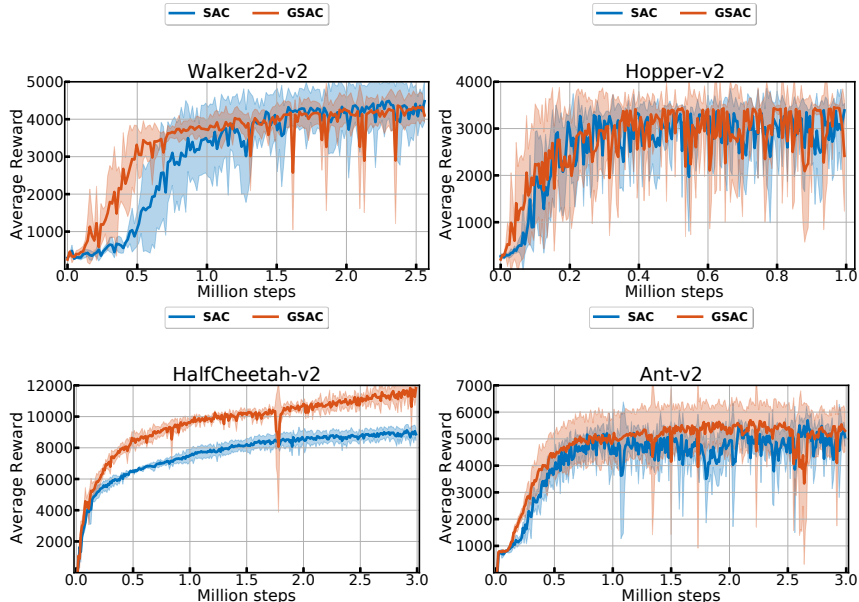 SAC GSAC
Walker2d-v2
Average Reward
5000
4000
3000
2000
1000
0.0 0.5 1.0 1.5 2.0 2.5
Million steps
SAC GSAC
Hopper-v2
Average Reward
4000
3000
2000
1000
0.0 0.2 0.4 0.6 0.8 1.0
Million steps
SAC GSAC
HalfCheetah-v2
Average Reward
12000
10000
8000
6000
4000
2000
0.0 0.5 1.0 1.5 2.0 2.5 3.0
Million steps
SAC GSAC
Ant-v2
Average Reward
7000
6000
5000
4000
3000
2000
1000
0.0 0.5 1.0 1.5 2.0 2.5 3.0
Million steps